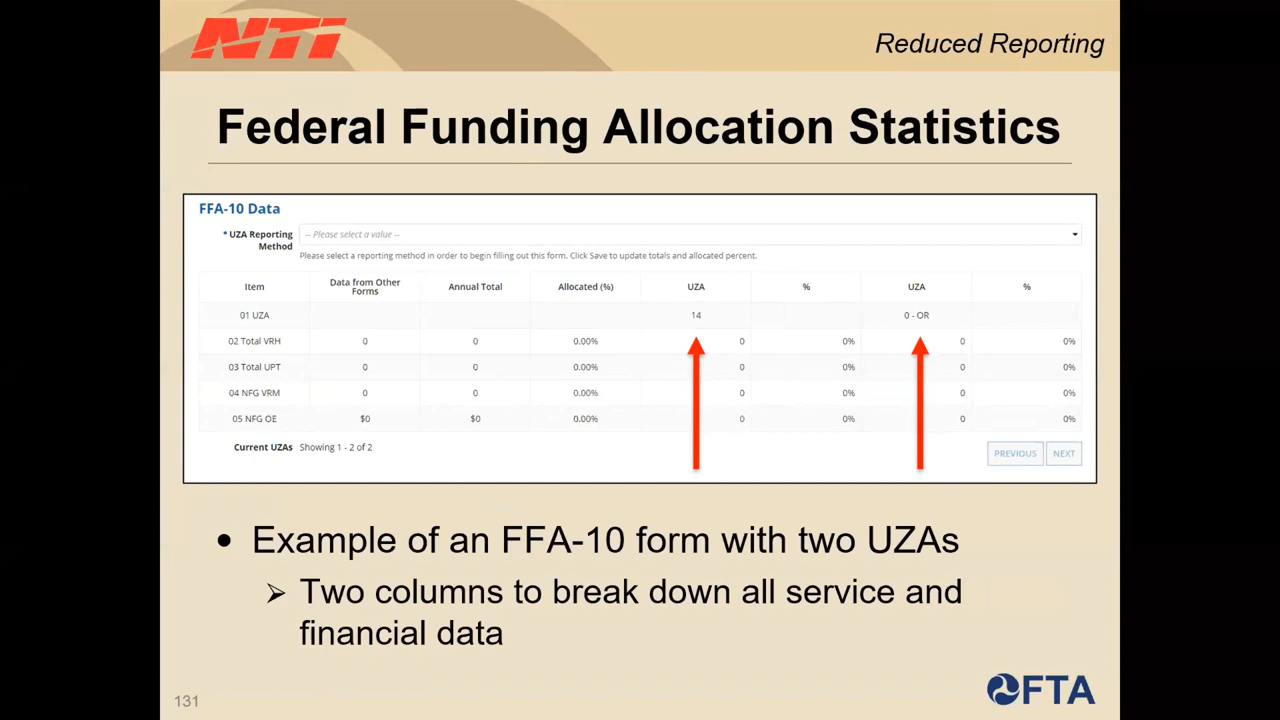 NTI
Reduced Reporting
Federal Funding Allocation Statistics
FFA-10 Data
* UZA Reporting Method
-- Please select a value --
Please select a reporting method in order to begin filling out this form. Click Save to update totals and allocated percent.
Item Data from Other Forms Annual Total Allocated (%) UZA % UZA %
01 UZA 14 0 - OR
02 Total VRH 0 0 0.00% 0 0% 0 0%
03 Total UPT 0 0 0.00% 0 0% 0 0%
04 NFG VRM 0 0 0.00% 0 0% 0 0%
05 NFG OE $0 $0 0.00% 0 0% 0 0%
Current UZAs Showing 1 - 2 of 2
PREVIOUS NEXT
• Example of an FFA-10 form with two UZAs
➢ Two columns to break down all service and
financial data
131
FTA